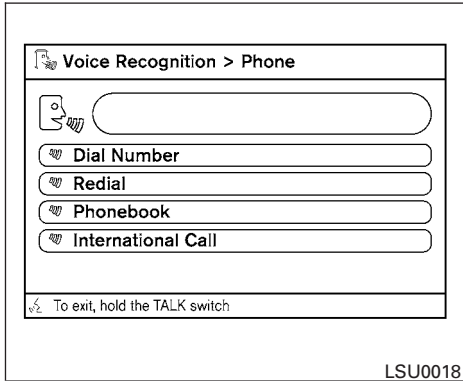 Voice Recognition > Phone
Dial Number
Redial
Phonebook
International Call
To exit, hold the TALK switch
LSU0018